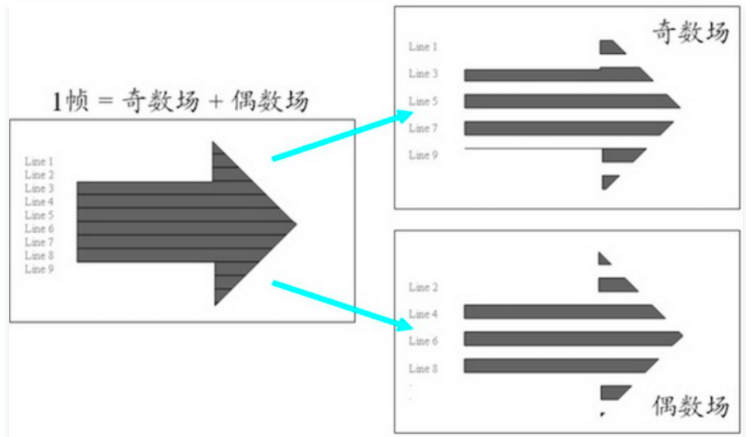 1帧 = 奇数场 + 偶数场
Line 1
Line 2
Line 3
Line 4
Line 5
Line 6
Line 7
Line 8
Line 9
奇数场
Line 1
Line 3
Line 5
Line 7
Line 9
Line 2
Line 4
Line 6
Line 8
偶数场